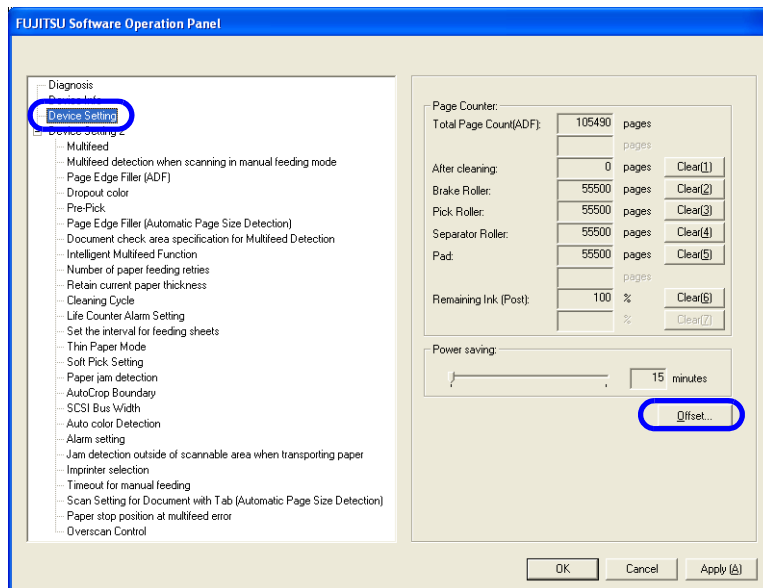 FUJITSU Software Operation Panel
Diagnosis
Device Info
Device Setting
Device Setting 2
Multifeed
Multifeed detection when scanning in manual feeding mode
Page Edge Filler (ADF)
Dropout color
Pre-Pick
Page Edge Filler (Automatic Page Size Detection)
Document check area specification for Multifeed Detection
Intelligent Multifeed Function
Number of paper feeding retries
Retain current paper thickness
Cleaning Cycle
Life Counter Alarm Setting
Set the interval for feeding sheets
Thin Paper Mode
Soft Pick Setting
Paper jam detection
AutoCrop Boundary
SCSI Bus Width
Auto color Detection
Alarm setting
Jam detection outside of scannable area when transporting paper
Imprinter selection
Timeout for manual feeding
Scan Setting for Document with Tab (Automatic Page Size Detection)
Paper stop position at multifeed error
Overscan Control
Page Counter:
Total Page Count(ADF): 105490 pages
pages
After cleaning: 0 pages Clear(1)
Brake Roller: 55500 pages Clear(2)
Pick Roller: 55500 pages Clear(3)
Separator Roller: 55500 pages Clear(4)
Pad: 55500 pages Clear(5)
pages
Remaining Ink (Post): 100 % Clear(6)
% Clear(7)
Power saving:
15 minutes
Offset...
OK Cancel Apply (A)